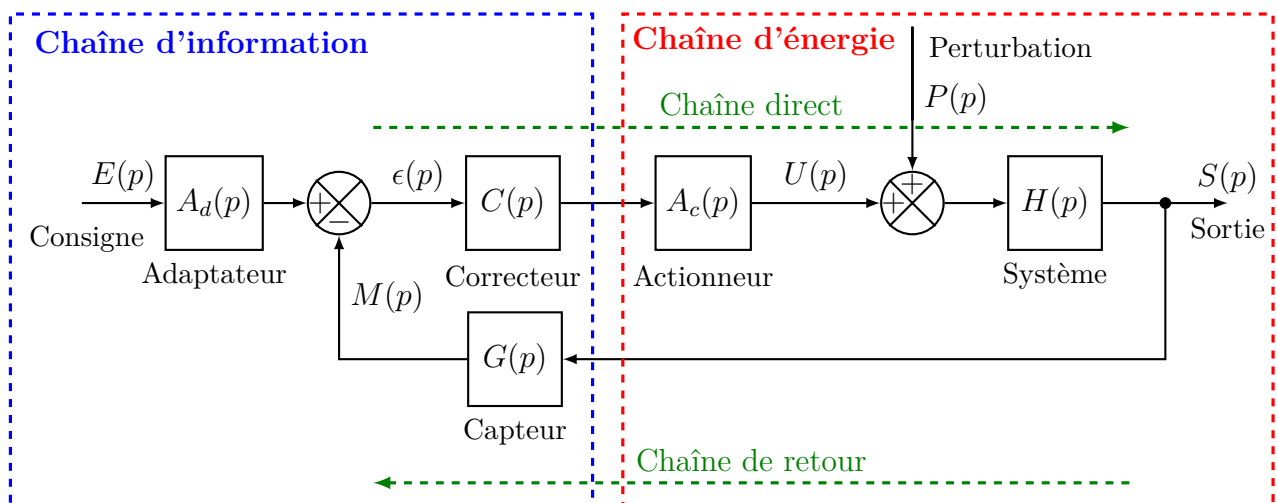 Chaîne d'information
Chaîne d'énergie
Perturbation
P(p)
Chaîne direct
E(p)
Consigne
A_d(p)
Adaptateur
+
−
ϵ(p)
C(p)
Correcteur
A_c(p)
Actionneur
U(p)
+
+
H(p)
Système
S(p)
Sortie
M(p)
G(p)
Capteur
Chaîne de retour